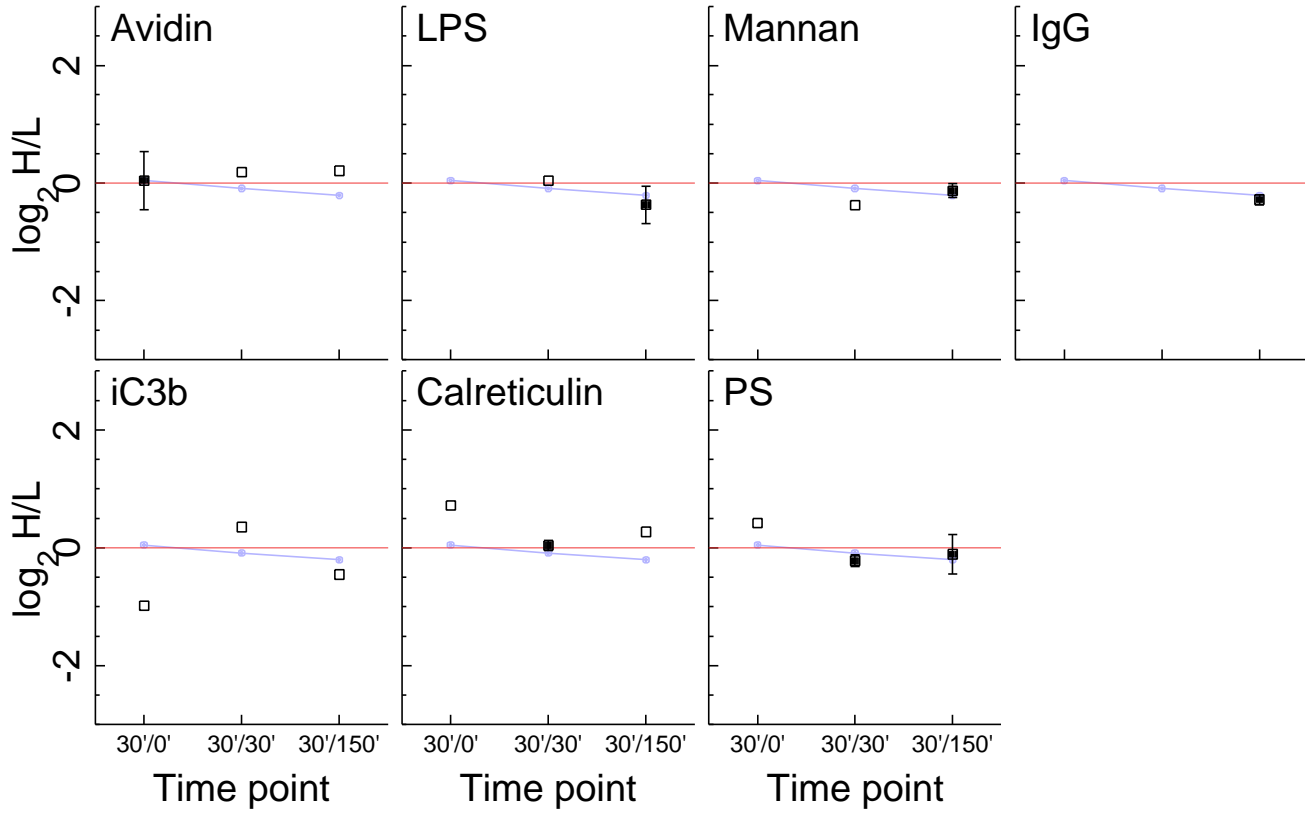 Avidin LPS Mannan IgG
2
0
-2
log2 H/L
iC3b Calreticulin PS
2
0
-2
log2 H/L
30'/0' 30'/30' 30'/150' 30'/0' 30'/30' 30'/150' 30'/0' 30'/30' 30'/150'
Time point Time point Time point